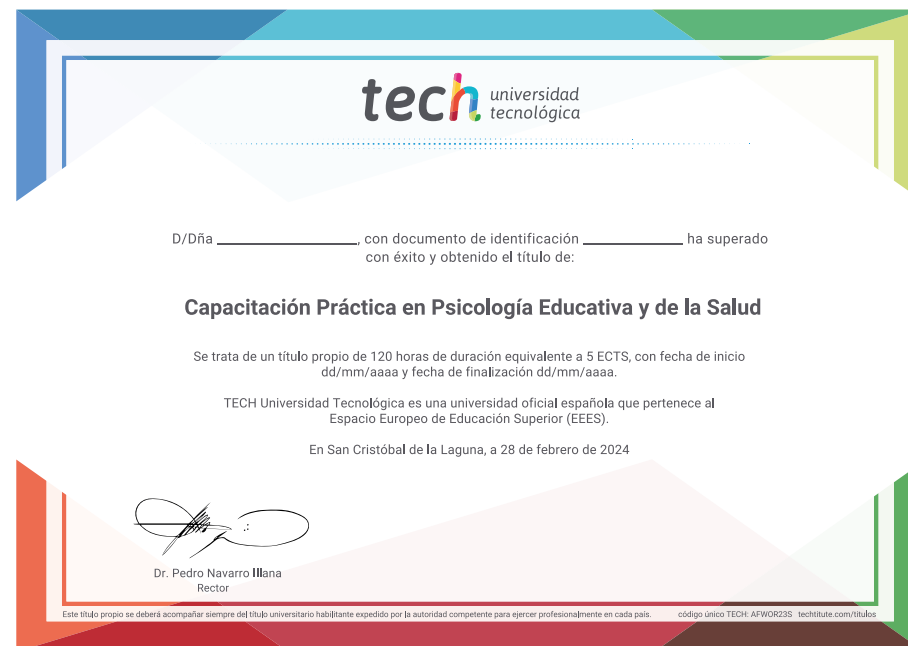 tech universidad
tecnológica
D/Dña ____________________, con documento de identificación ______________ ha superado
con éxito y obtenido el título de:
Capacitación Práctica en Psicología Educativa y de la Salud
Se trata de un título propio de 120 horas de duración equivalente a 5 ECTS, con fecha de inicio
dd/mm/aaaa y fecha de finalización dd/mm/aaaa.
TECH Universidad Tecnológica es una universidad oficial española que pertenece al
Espacio Europeo de Educación Superior (EEES).
En San Cristóbal de la Laguna, a 28 de febrero de 2024
Dr. Pedro Navarro Illana
Rector
Este título propio se deberá acompañar siempre del título universitario habilitante expedido por la autoridad competente para ejercer profesionalmente en cada país. código único TECH: AFWOR23S techtitute.com/titulos